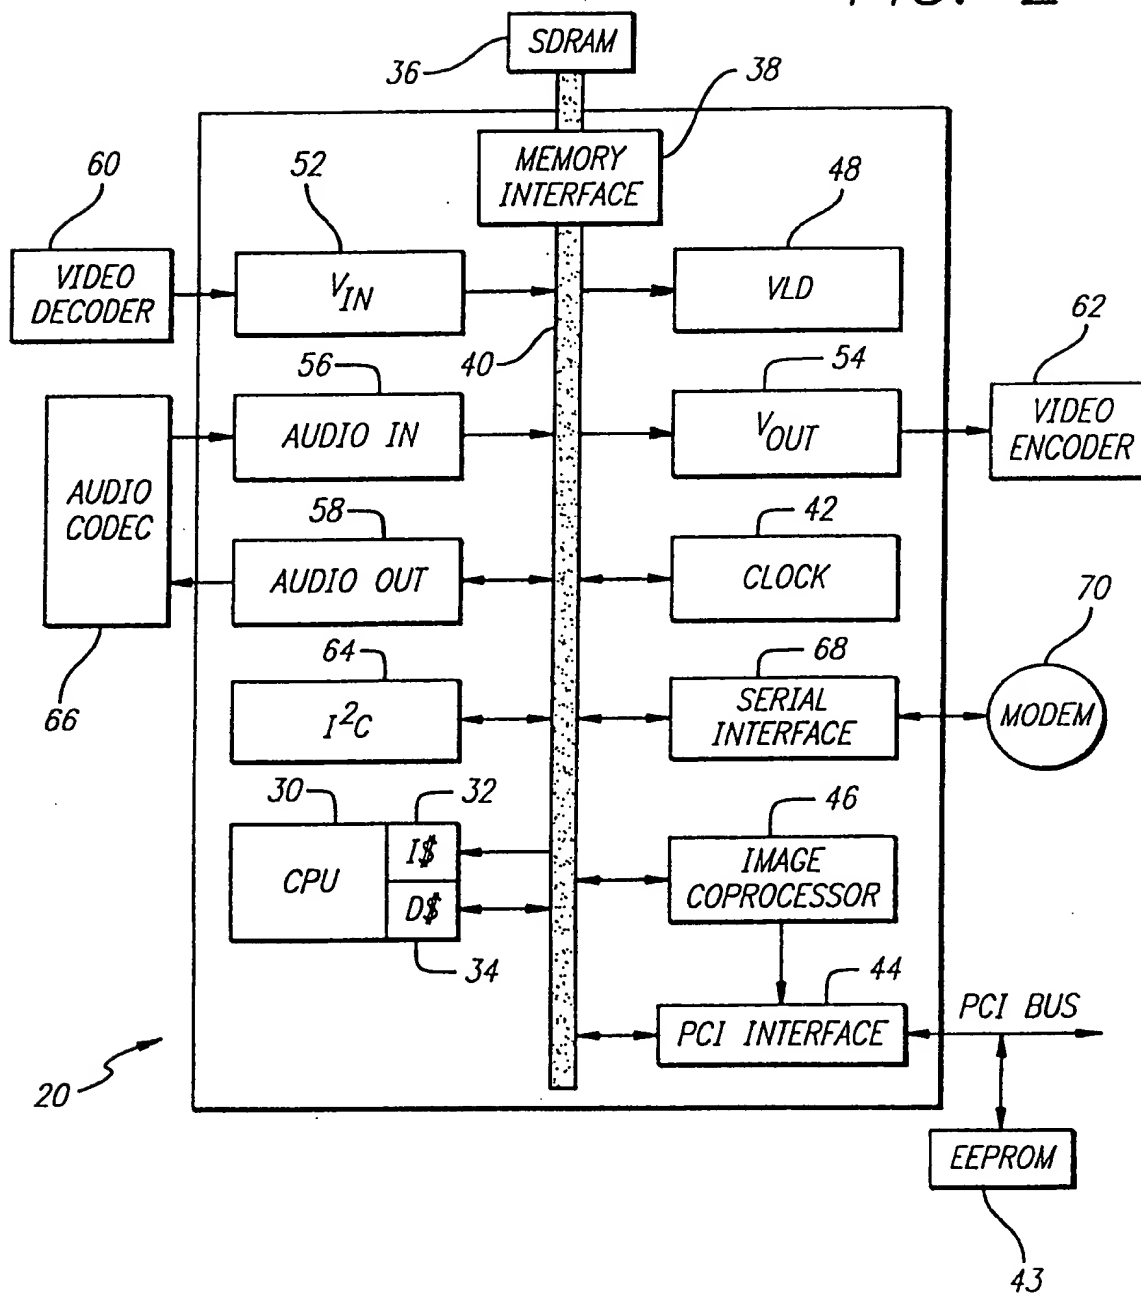 SDRAM
36
38
MEMORY
INTERFACE
60
52
48
VIDEO
DECODER
V_IN
VLD
40
62
56
54
AUDIO IN
V_OUT
VIDEO
ENCODER
AUDIO
CODEC
58
42
AUDIO OUT
CLOCK
70
66
64
68
I²C
SERIAL
INTERFACE
MODEM
30
32
46
CPU
I$
D$
IMAGE
COPROCESSOR
34
44
PCI INTERFACE
PCI BUS
20
EEPROM
43